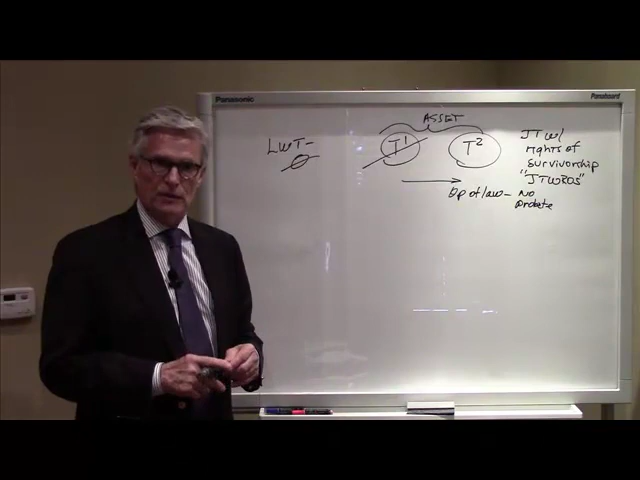 Panasonic
Panaboard
ASSET
LWT-
T1
T2
JT w/
rights of
survivorship
"JTWROS"
Op of law- No
probate